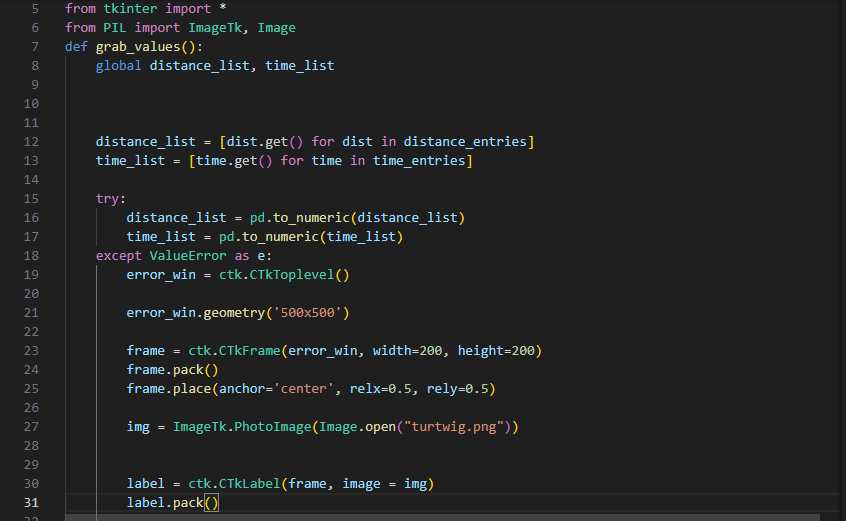 5 from tkinter import *
6 from PIL import ImageTk, Image
7 def grab_values():
8     global distance_list, time_list
9
10
11
12     distance_list = [dist.get() for dist in distance_entries]
13     time_list = [time.get() for time in time_entries]
14
15     try:
16         distance_list = pd.to_numeric(distance_list)
17         time_list = pd.to_numeric(time_list)
18     except ValueError as e:
19         error_win = ctk.CTkToplevel()
20
21         error_win.geometry('500x500')
22
23         frame = ctk.CTkFrame(error_win, width=200, height=200)
24         frame.pack()
25         frame.place(anchor='center', relx=0.5, rely=0.5)
26
27         img = ImageTk.PhotoImage(Image.open("turtwig.png"))
28
29
30         label = ctk.CTkLabel(frame, image = img)
31         label.pack()
32